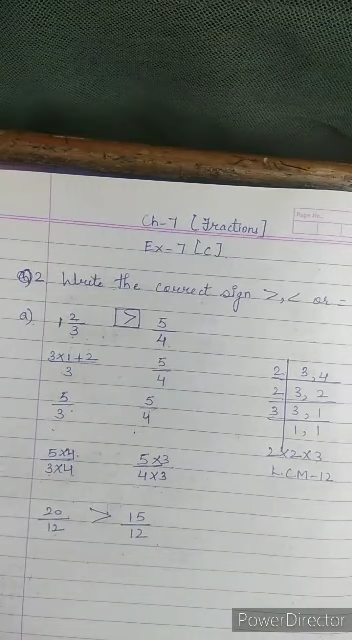 Page No.
Ch-7 [Fractions]
Ex-7 [C]
Q2 Write the correct sign >, < or =
a) 1 2/3 > 5/4
3×1+2/3 5/4
5/3 5/4
5×4/3×4 5×3/4×3
20/12 > 15/12
2 | 3, 4
2 | 3, 2
3 | 3, 1
1, 1
2×2×3
L.C.M-12
PowerDirector